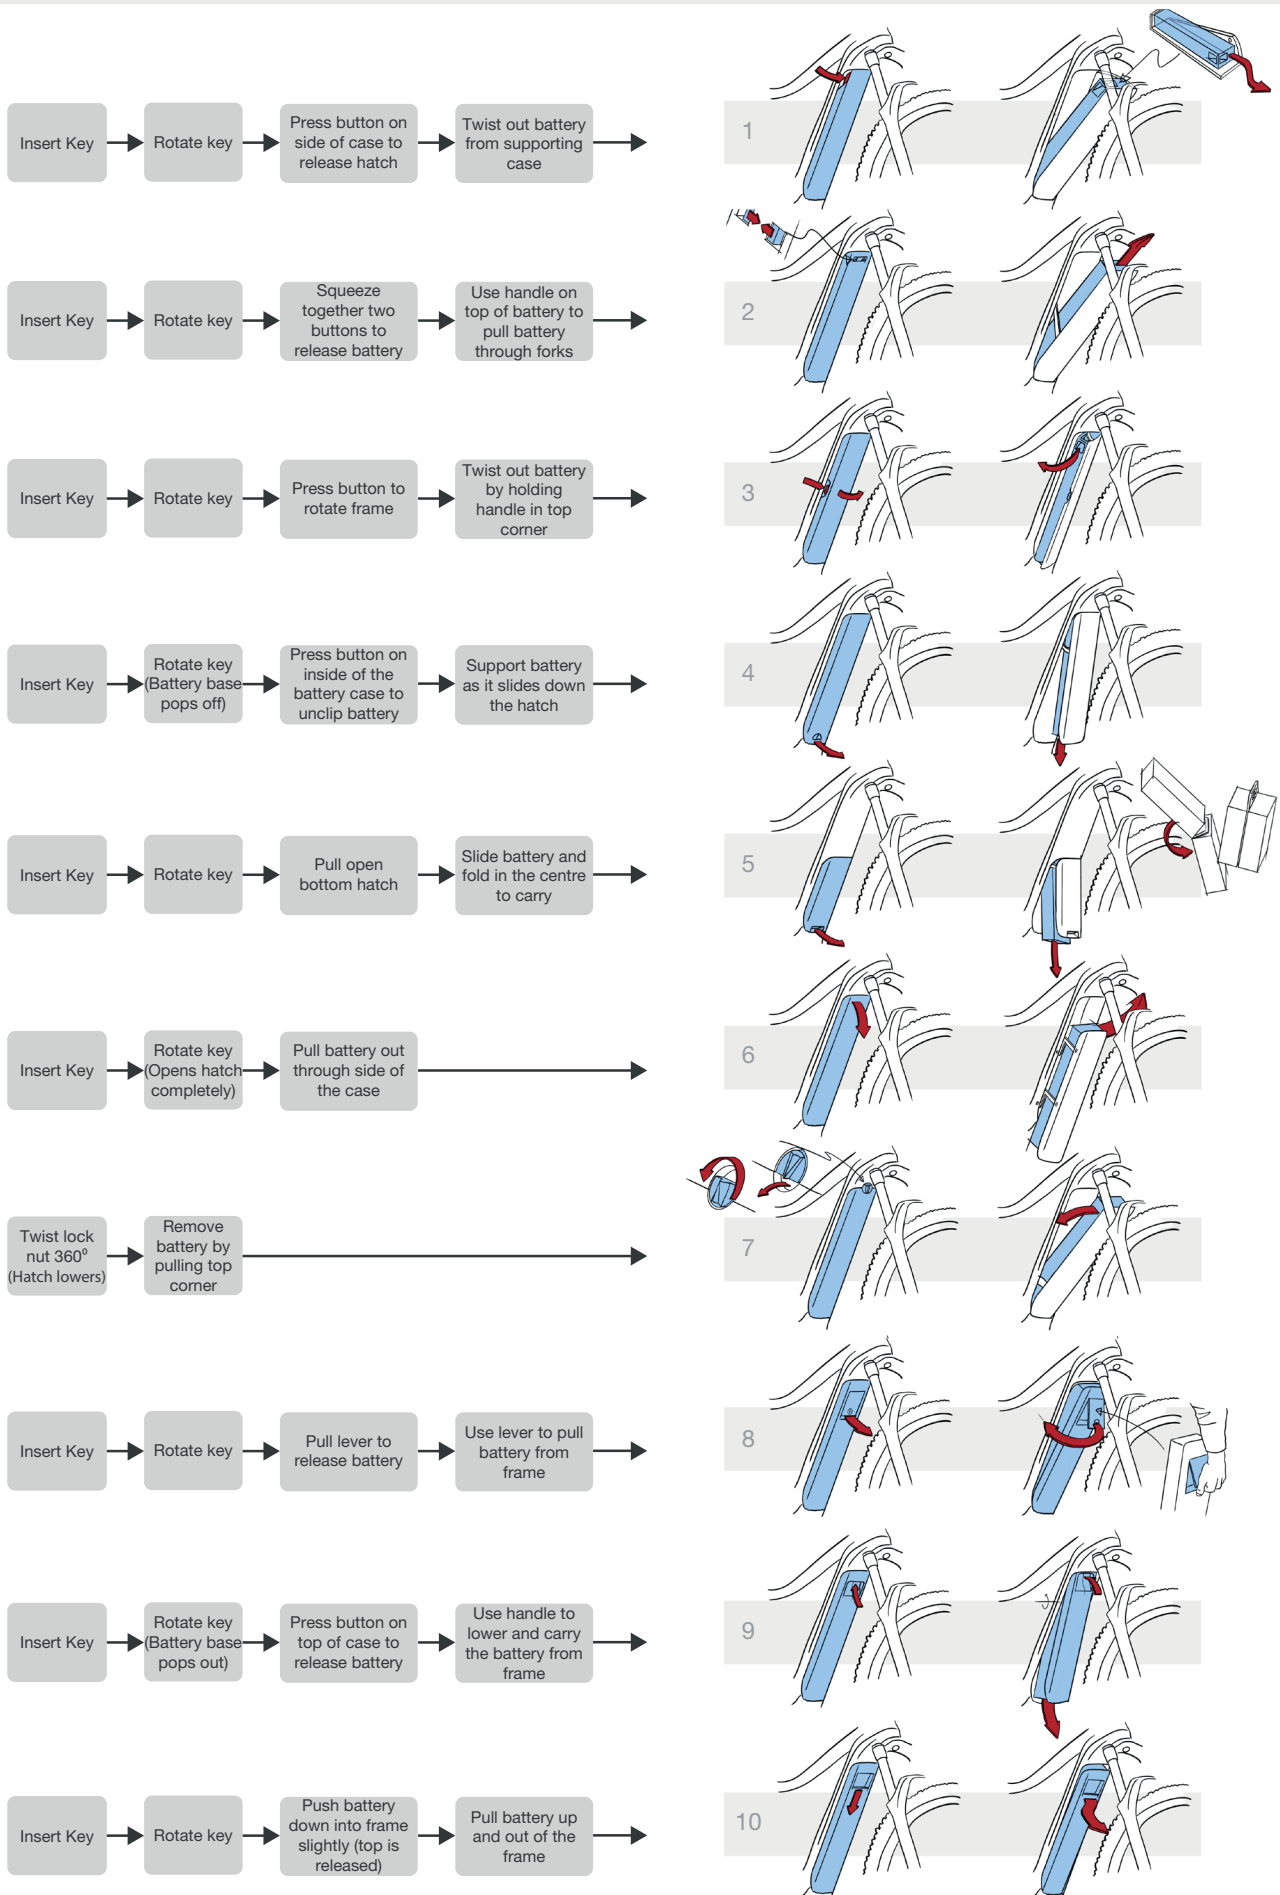 Insert Key
Rotate key
Press button on
side of case to
release hatch
Twist out battery
from supporting
case
1
Insert Key
Rotate key
Squeeze
together two
buttons to
release battery
Use handle on
top of battery to
pull battery
through forks
2
Insert Key
Rotate key
Press button to
rotate frame
Twist out battery
by holding
handle in top
corner
3
Insert Key
Rotate key
(Battery base
pops off)
Press button on
inside of the
battery case to
unclip battery
Support battery
as it slides down
the hatch
4
Insert Key
Rotate key
Pull open
bottom hatch
Slide battery and
fold in the centre
to carry
5
Insert Key
Rotate key
(Opens hatch
completely)
Pull battery out
through side of
the case
6
Twist lock
nut 360º
(Hatch lowers)
Remove
battery by
pulling top
corner
7
Insert Key
Rotate key
Pull lever to
release battery
Use lever to pull
battery from
frame
8
Insert Key
Rotate key
(Battery base
pops out)
Press button on
top of case to
release battery
Use handle to
lower and carry
the battery from
frame
9
Insert Key
Rotate key
Push battery
down into frame
slightly (top is
released)
Pull battery up
and out of the
frame
10